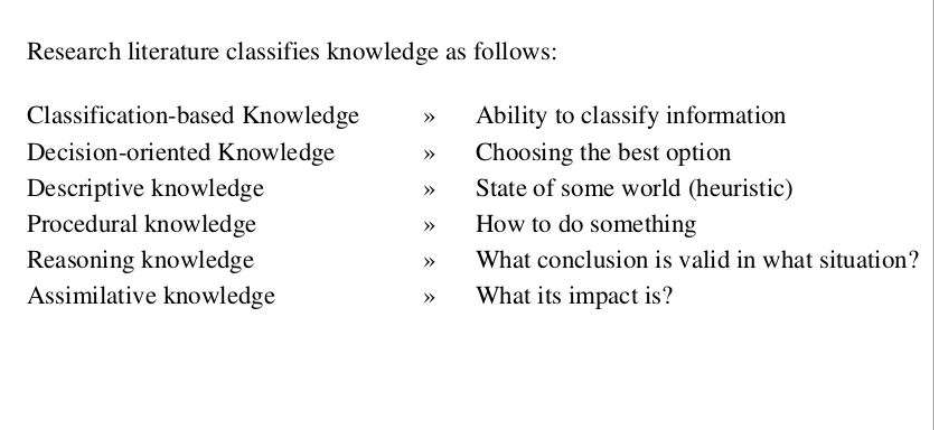 Research literature classifies knowledge as follows:
Classification-based Knowledge » Ability to classify information
Decision-oriented Knowledge » Choosing the best option
Descriptive knowledge » State of some world (heuristic)
Procedural knowledge » How to do something
Reasoning knowledge » What conclusion is valid in what situation?
Assimilative knowledge » What its impact is?